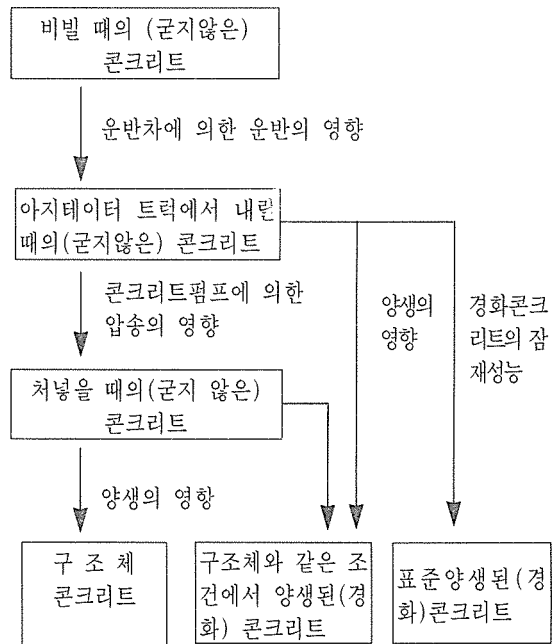 비빌 때의 (굳지않은)
콘크리트
운반차에 의한 운반의 영향
아지테이터 트럭에서 내릴
때의(굳지않은) 콘크리트
콘크리트펌프에 의한
압송의 영향
양생의
영향
경화콘크
리트의 잠
재성능
처넣을 때의(굳지 않은)
콘크리트
양생의 영향
구 조 체
콘크리트
구조체와 같은 조
건에서 양생된(경
화) 콘크리트
표준양생된(경
화)콘크리트